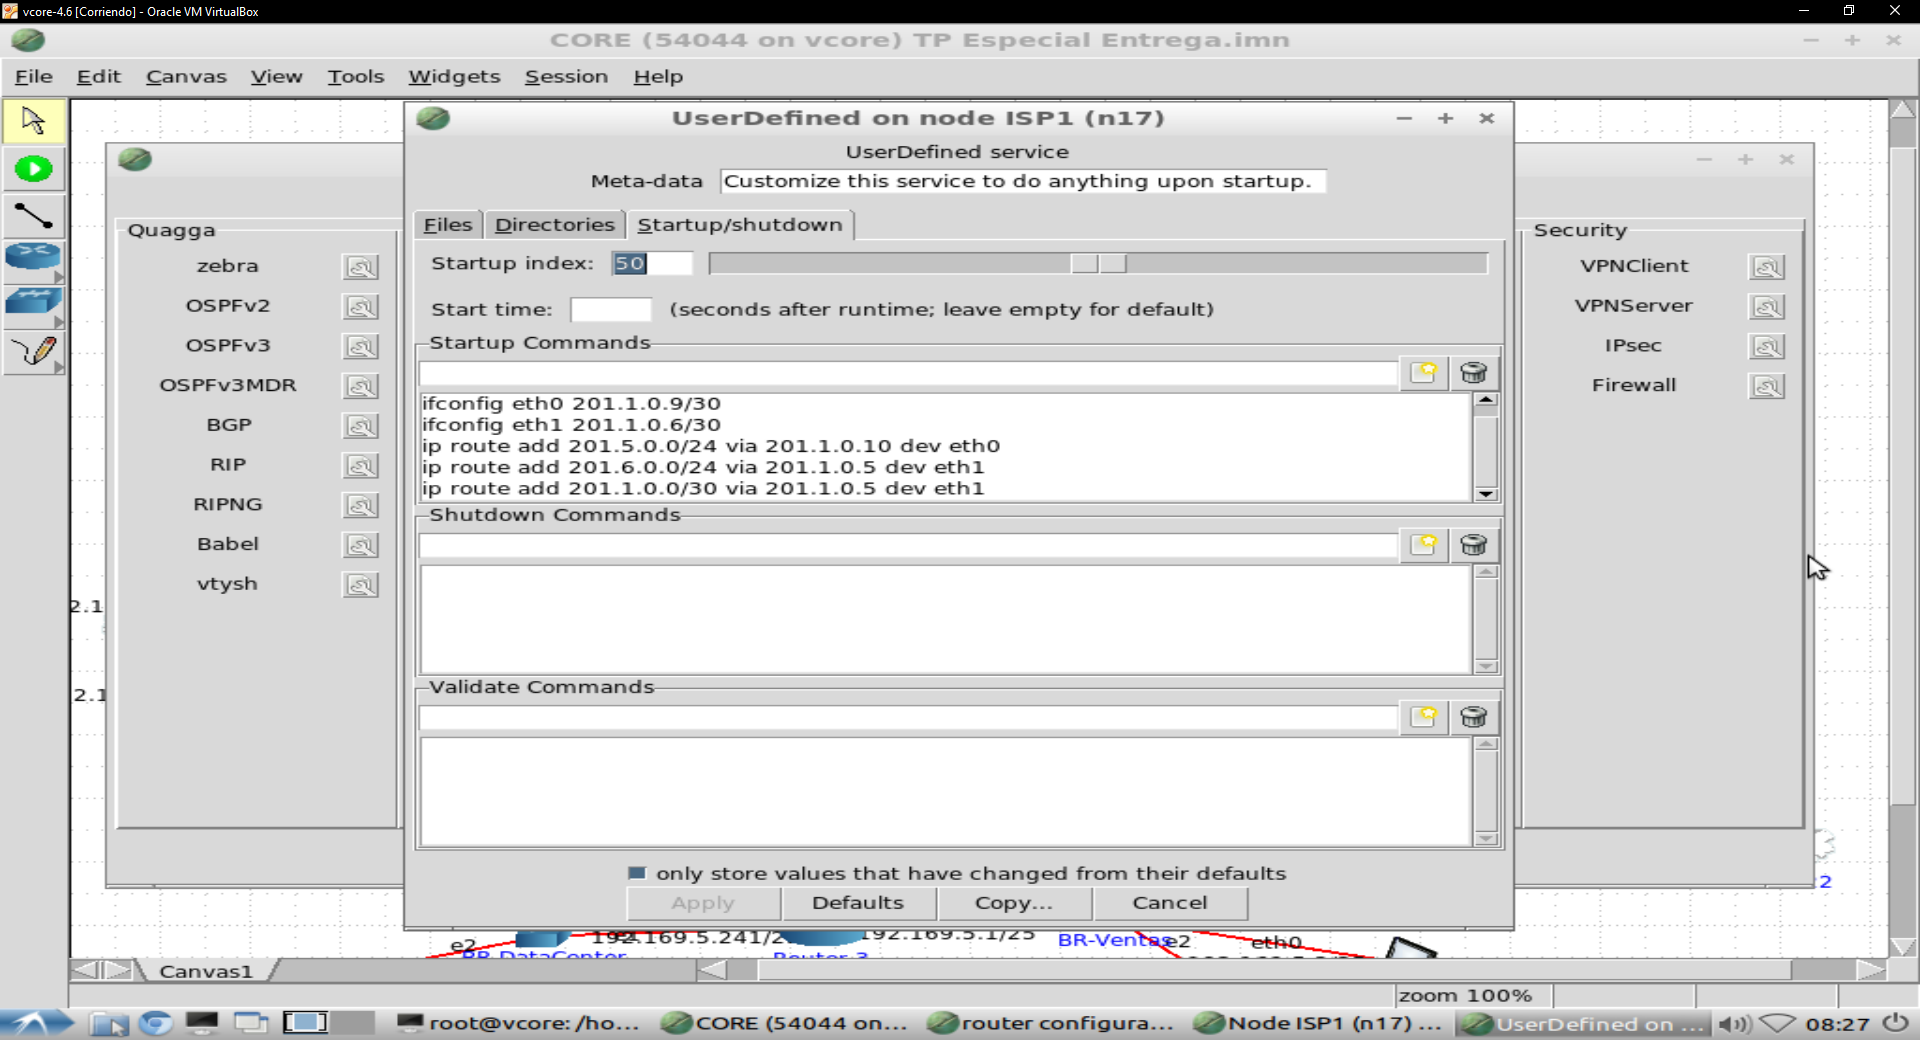 vcore-4.6 [Corriendo] - Oracle VM VirtualBox
CORE (54044 on vcore) TP Especial Entrega.imn
File Edit Canvas View Tools Widgets Session Help
UserDefined on node ISP1 (n17)
UserDefined service
Meta-data Customize this service to do anything upon startup.
Files Directories Startup/shutdown
Startup index: 50
Start time: (seconds after runtime; leave empty for default)
Startup Commands
ifconfig eth0 201.1.0.9/30
ifconfig eth1 201.1.0.6/30
ip route add 201.5.0.0/24 via 201.1.0.10 dev eth0
ip route add 201.6.0.0/24 via 201.1.0.5 dev eth1
ip route add 201.1.0.0/30 via 201.1.0.5 dev eth1
Shutdown Commands
Validate Commands
only store values that have changed from their defaults
Apply Defaults Copy... Cancel
Quagga
zebra
OSPFv2
OSPFv3
OSPFv3MDR
BGP
RIP
RIPNG
Babel
vtysh
Security
VPNClient
VPNServer
IPsec
Firewall
2.1
2.1
2
e2 192.169.5.1/25 BR-Ventas e2 eth0
BR-DataCenter Router-3
Canvas1
zoom 100%
root@vcore: /ho... CORE (54044 on... router configura... Node ISP1 (n17) ... UserDefined on ... 08:27